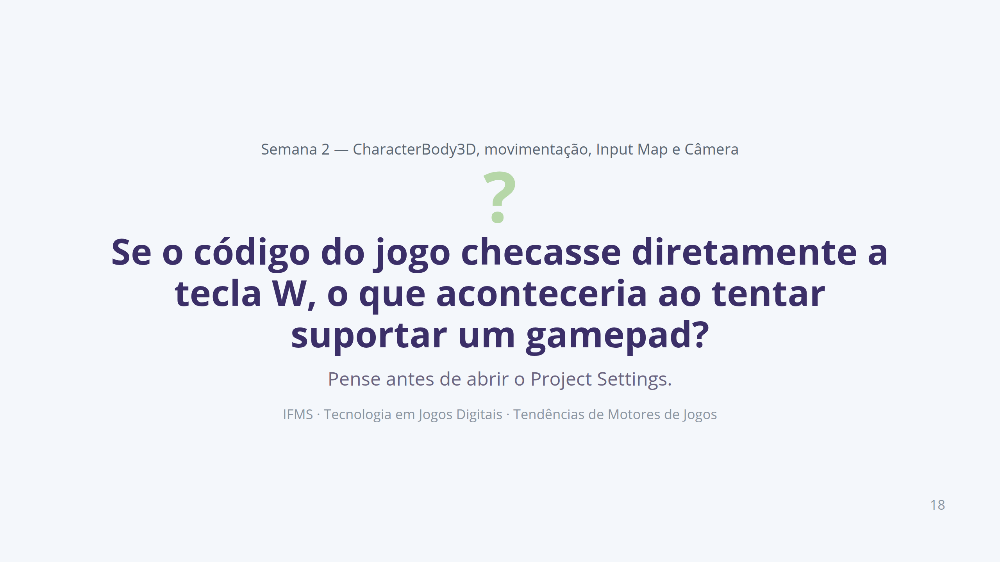 Semana 2 — CharacterBody3D, movimentação, Input Map e Câmera
?
Se o código do jogo checasse diretamente a
tecla W, o que aconteceria ao tentar
suportar um gamepad?
Pense antes de abrir o Project Settings.
IFMS · Tecnologia em Jogos Digitais · Tendências de Motores de Jogos
18